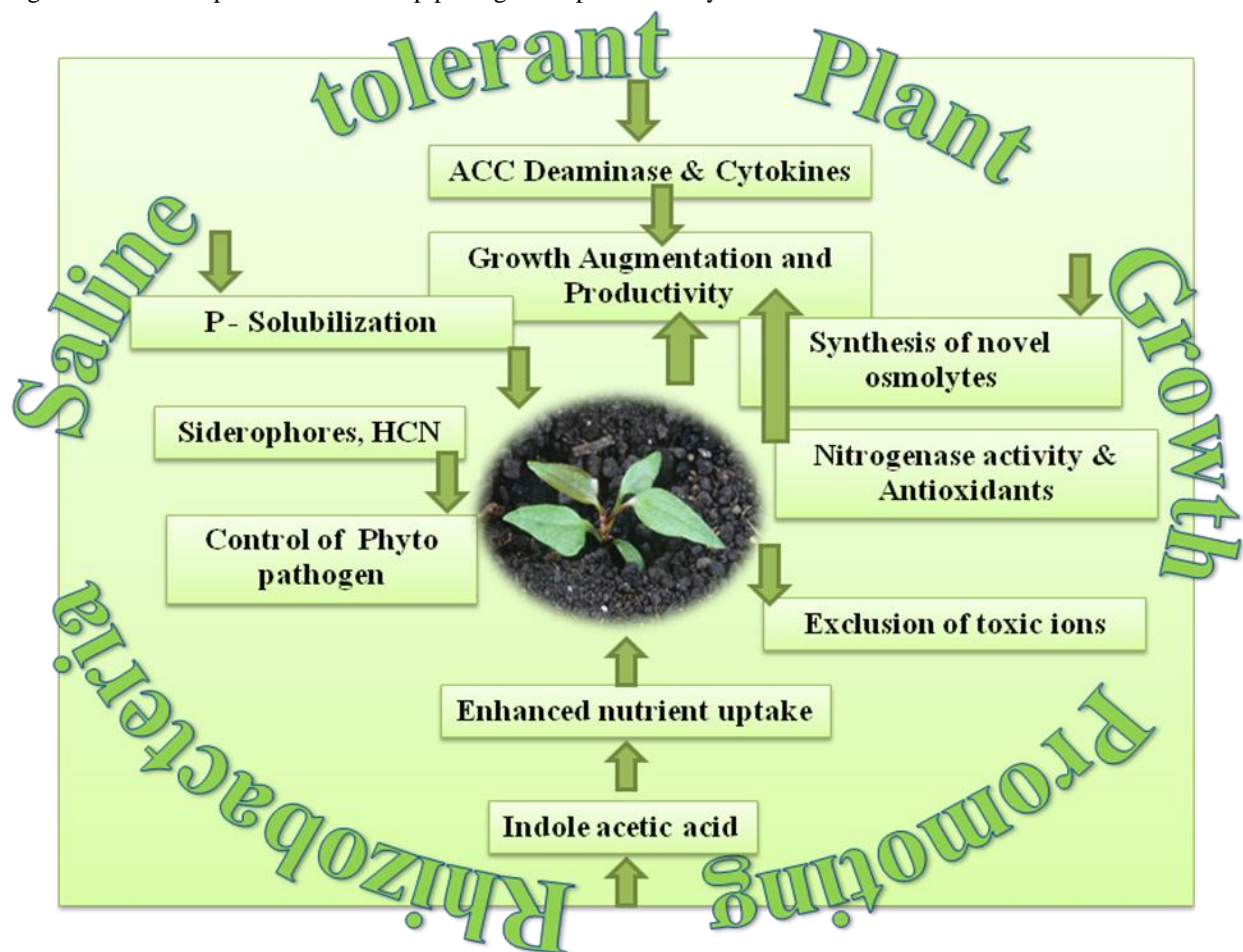 Saline
tolerant
Plant
Growth
Promoting
Rhizobacteria
ACC Deaminase & Cytokines
Growth Augmentation and
Productivity
P- Solubilization
Synthesis of novel
osmolytes
Siderophores, HCN
Nitrogenase activity &
Antioxidants
Control of Phyto
pathogen
Exclusion of toxic ions
Enhanced nutrient uptake
Indole acetic acid